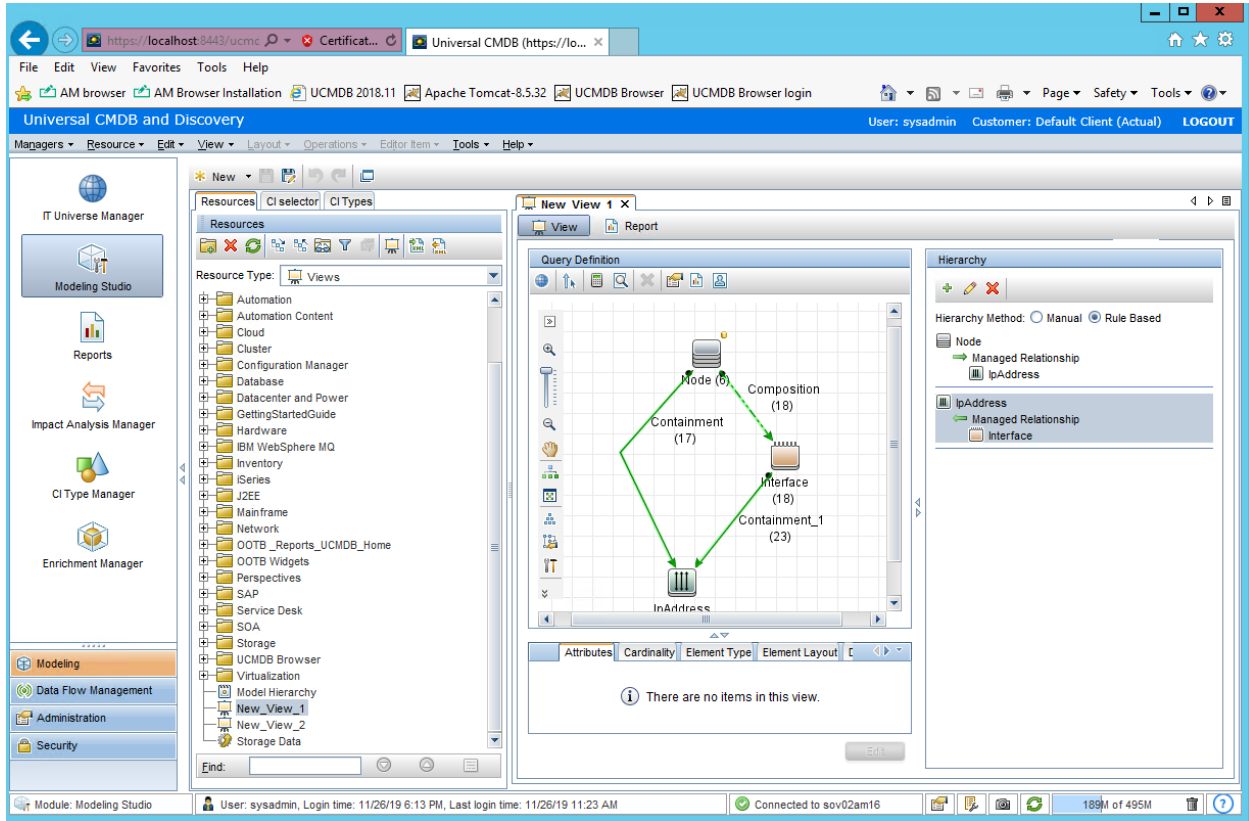 https://localhost:8443/ucmc
Certificat...
Universal CMDB (https://lo...
File Edit View Favorites Tools Help
AM browser AM Browser Installation UCMDB 2018.11 Apache Tomcat-8.5.32 UCMDB Browser UCMDB Browser login Page Safety Tools
Universal CMDB and Discovery
User: sysadmin Customer: Default Client (Actual) LOGOUT
Managers Resource Edit View Layout Operations Editor Item Tools Help
IT Universe Manager
Modeling Studio
Reports
Impact Analysis Manager
CI Type Manager
Enrichment Manager
Modeling
Data Flow Management
Administration
Security
New
Resources CI selector CI Types
Resources
Resource Type: Views
Automation
Automation Content
Cloud
Cluster
Configuration Manager
Database
Datacenter and Power
GettingStartedGuide
Hardware
IBM WebSphere MQ
Inventory
iSeries
J2EE
Mainframe
Network
OOTB _Reports_UCMDB_Home
OOTB Widgets
Perspectives
SAP
Service Desk
SOA
Storage
UCMDB Browser
Virtualization
Model Hierarchy
New_View_1
New_View_2
Storage Data
Find:
New View 1
View Report
Query Definition
Node (6)
Composition
(18)
Containment
(17)
Interface
(18)
Containment_1
(23)
IpAddress
Attributes Cardinality Element Type Element Layout
There are no items in this view.
Edit
Hierarchy
Hierarchy Method: Manual Rule Based
Node
Managed Relationship
IpAddress
IpAddress
Managed Relationship
Interface
Module: Modeling Studio
User: sysadmin, Login time: 11/26/19 6:13 PM, Last login time: 11/26/19 11:23 AM
Connected to sov02am16
189M of 495M